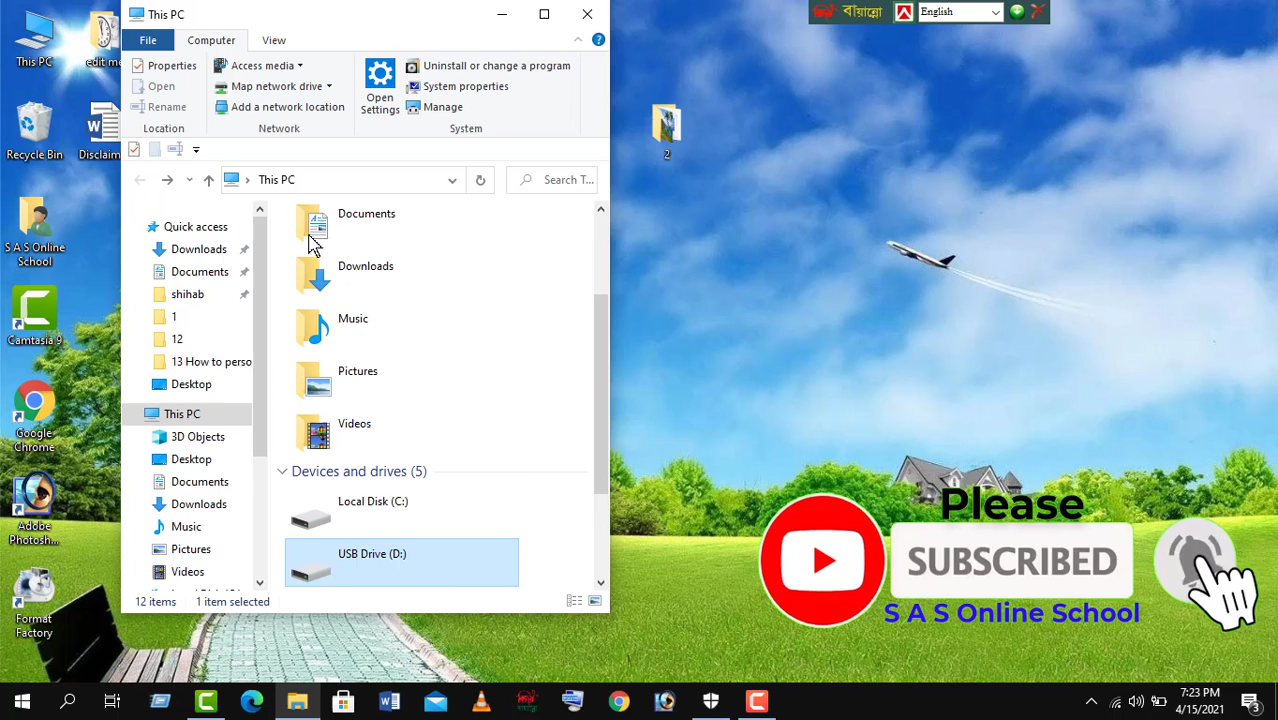 This PC
File
Computer
View
Properties
Open
Rename
Location
Access media
Map network drive
Add a network location
Network
Open
Settings
Uninstall or change a program
System properties
Manage
System
This PC
Search T...
Quick access
Downloads
Documents
shihab
1
12
13 How to perso
Desktop
This PC
3D Objects
Desktop
Documents
Downloads
Music
Pictures
Videos
Documents
Downloads
Music
Pictures
Videos
Devices and drives (5)
Local Disk (C:)
USB Drive (D:)
12 items
1 item selected
This PC
edit me
Recycle Bin
Disclaim
S A S Online
School
Camtasia 9
Google
Chrome
Adobe
Photosh...
Format
Factory
বায়ান্নো
English
2
Please
SUBSCRIBED
S A S Online School
7:23 PM
4/15/2021
3